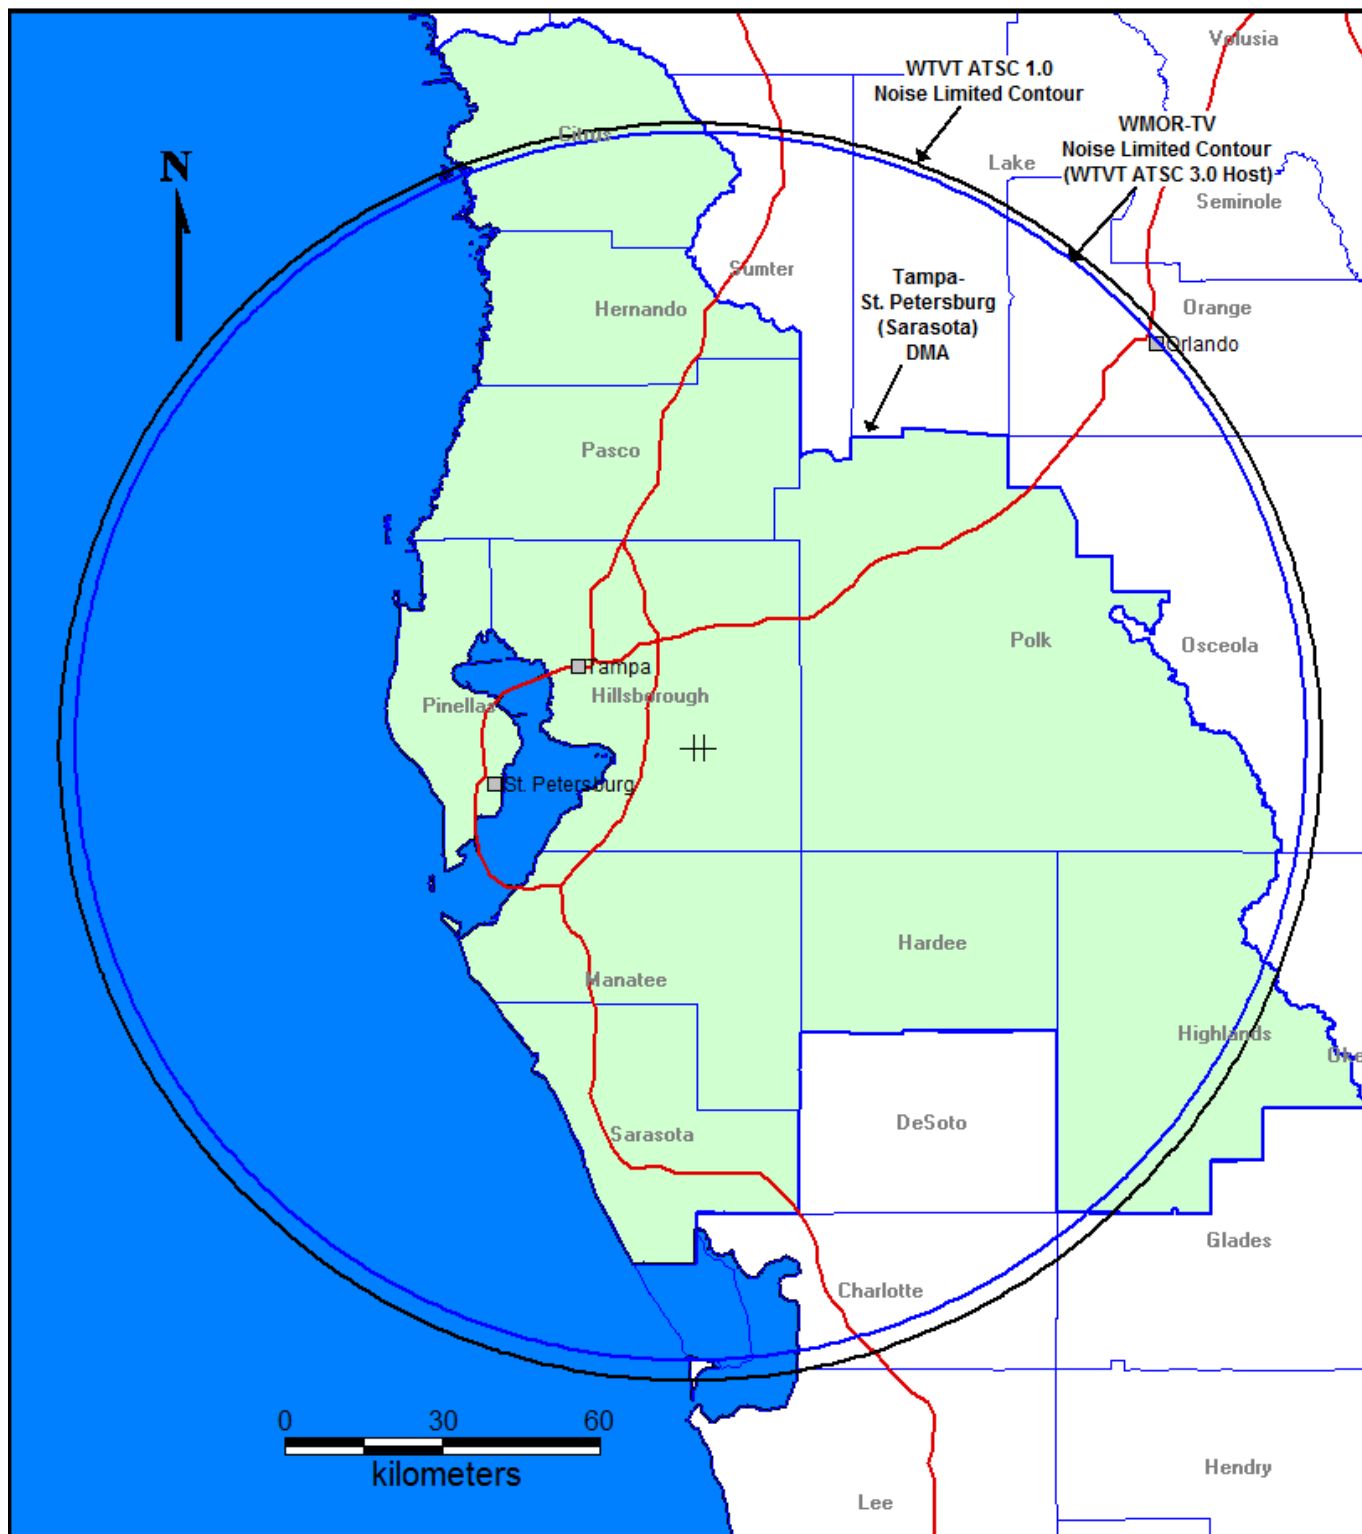 Volusia
WTVT ATSC 1.0
Noise Limited Contour
WMOR-TV
Noise Limited Contour
(WTVT ATSC 3.0 Host)
Citrus
Lake
N
Seminole
Sumter
Tampa-
St. Petersburg
(Sarasota)
DMA
Hernando
Orange
Orlando
Pasco
Polk
Osceola
Tampa
Hillsborough
Pinellas
St. Petersburg
Hardee
Manatee
Highlands
Oke
DeSoto
Sarasota
Glades
Charlotte
0 30 60
kilometers
Hendry
Lee